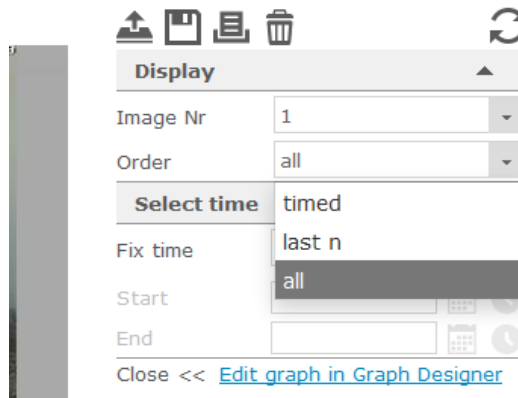 Display
Image Nr 1
Order all
Select time timed
last n
Fix time
all
Start
End
Close << Edit graph in Graph Designer